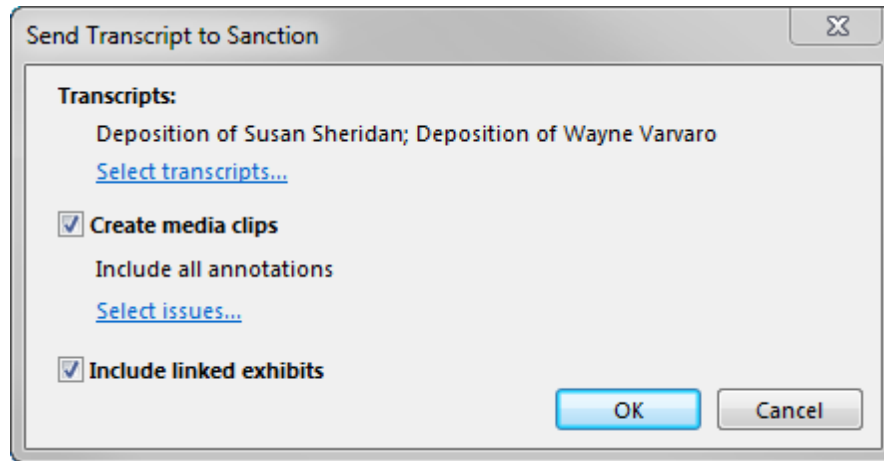 Send Transcript to Sanction
Transcripts:
Deposition of Susan Sheridan; Deposition of Wayne Varvaro
Select transcripts...
Create media clips
Include all annotations
Select issues...
Include linked exhibits
OK
Cancel